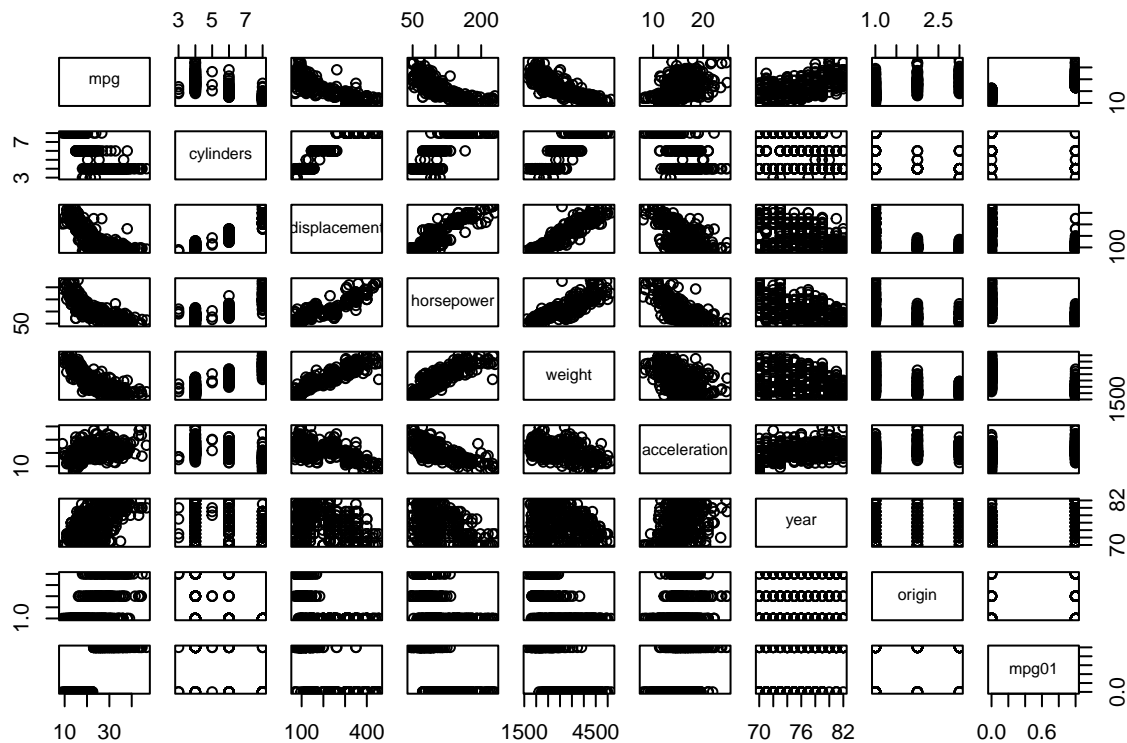 3 5 7
50 200
10 20
1.0 2.5
mpg
10
3 7
cylinders
displacement
100
50
horsepower
weight
1500
10
acceleration
year
70 82
1.0
origin
mpg01
0.0
10 30
100 400
1500 4500
70 76 82
0.0 0.6